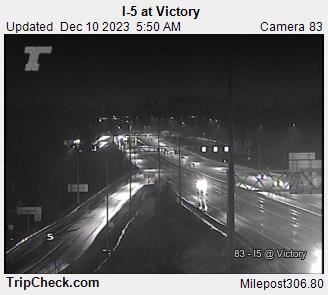 I-5 at Victory
Updated Dec 10 2023 5:50 AM Camera 83
T
S
83 - I5 @ Victory
TripCheck.com Milepost306.80